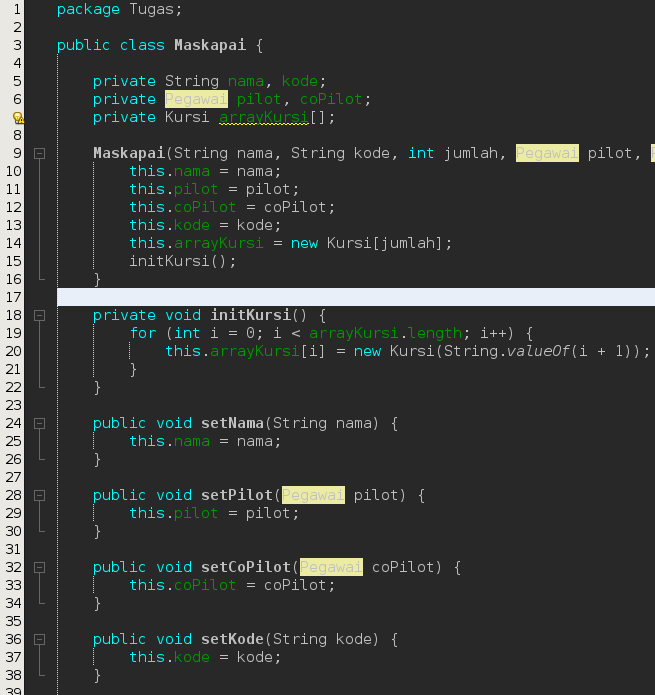 1 package Tugas;
2
3 public class Maskapai {
4
5 private String nama, kode;
6 private Pegawai pilot, coPilot;
private Kursi arrayKursi[];
8
9 Maskapai(String nama, String kode, int jumlah, Pegawai pilot,
10 this.nama = nama;
11 this.pilot = pilot;
12 this.coPilot = coPilot;
13 this.kode = kode;
14 this.arrayKursi = new Kursi[jumlah];
15 initKursi();
16 }
17
18 private void initKursi() {
19 for (int i = 0; i < arrayKursi.length; i++) {
20 this.arrayKursi[i] = new Kursi(String.valueOf(i + 1));
21 }
22 }
23
24 public void setNama(String nama) {
25 this.nama = nama;
26 }
27
28 public void setPilot(Pegawai pilot) {
29 this.pilot = pilot;
30 }
31
32 public void setCoPilot(Pegawai coPilot) {
33 this.coPilot = coPilot;
34 }
35
36 public void setKode(String kode) {
37 this.kode = kode;
38 }
39